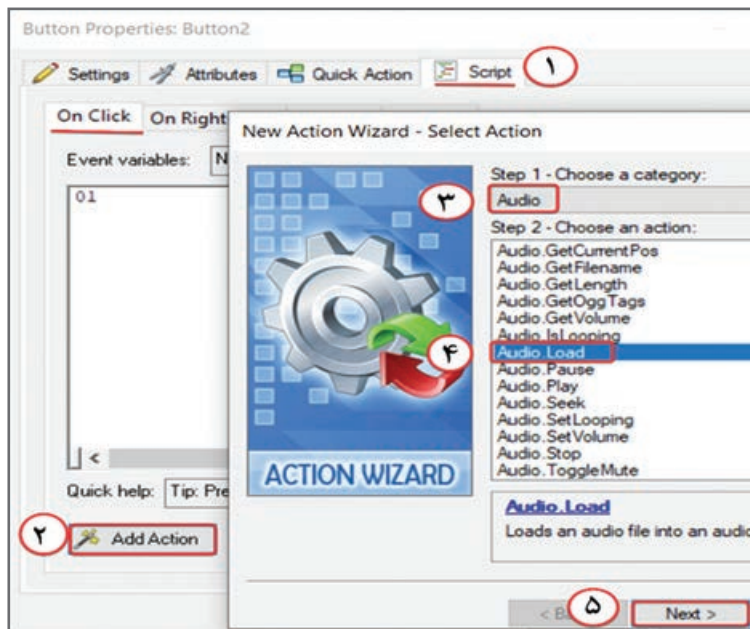 Button Properties: Button2
Settings Attributes Quick Action Script ۱
On Click On Right
Event variables:
01
Quick help: Tip: Pre
۲ Add Action
New Action Wizard - Select Action
Step 1 - Choose a category:
۳ Audio
Step 2 - Choose an action:
Audio.GetCurrentPos
Audio.GetFilename
Audio.GetLength
Audio.GetOggTags
Audio.GetVolume
Audio.IsLooping
۴ Audio.Load
Audio.Pause
Audio.Play
Audio.Seek
Audio.SetLooping
Audio.SetVolume
Audio.Stop
Audio.ToggleMute
ACTION WIZARD
Audio.Load
Loads an audio file into an audio
۵ Next >